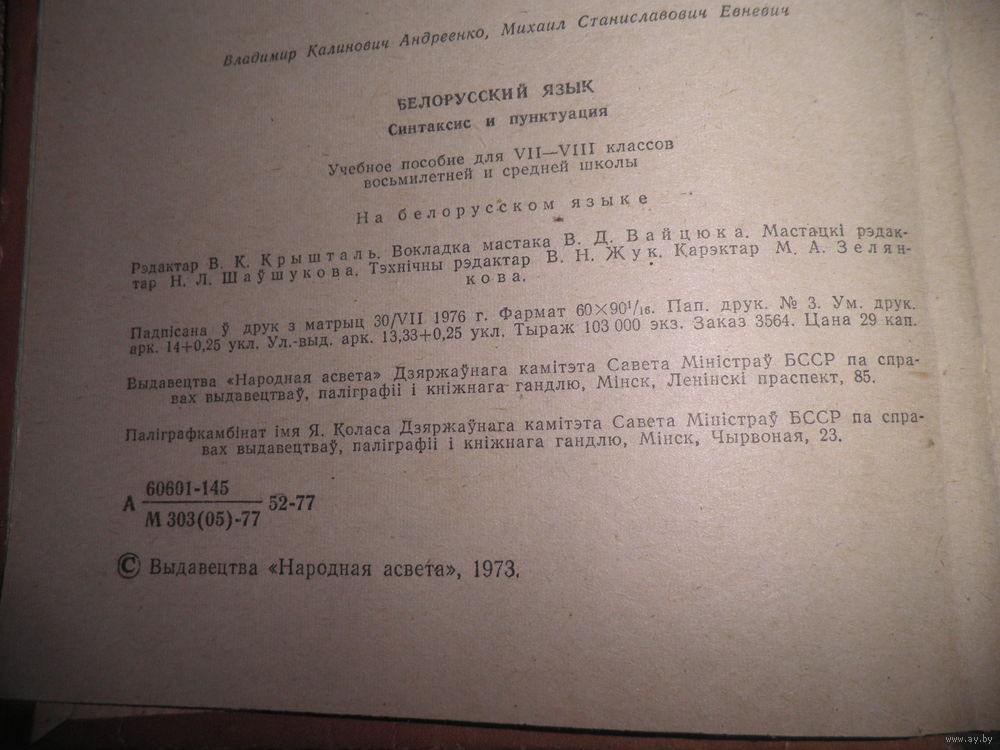 Владимир Калинович Андреенко, Михаил Станиславович Евневич
БЕЛОРУССКИЙ ЯЗЫК
Синтаксис и пунктуация
Учебное пособие для VII—VIII классов
восьмилетней и средней школы
На белорусском языке
Рэдактар В. К. Крышталь. Вокладка мастака В. Д. Вайцюка. Мастацкі рэдак-
тар Н. Л. Шаўшукова. Тэхнічны рэдактар В. Н. Жук. Карэктар М. А. Зелян-
кова.
Падпісана ў друк з матрыц 30/VII 1976 г. Фармат 60×90¹/₁₆. Пап. друк. № 3. Ум. друк.
арк. 14+0,25 укл. Ул.-выд. арк. 13,33+0,25 укл. Тыраж 103 000 экз. Заказ 3564. Цана 29 кап.
Выдавецтва «Народная асвета» Дзяржаўнага камітэта Савета Міністраў БССР па спра-
вах выдавецтваў, паліграфіі і кніжнага гандлю, Мінск, Ленінскі праспект, 85.
Паліграфкамбінат імя Я. Коласа Дзяржаўнага камітэта Савета Міністраў БССР па спра-
вах выдавецтваў, паліграфіі і кніжнага гандлю, Мінск, Чырвоная, 23.
60601-145
А 52-77
М 303(05)-77
© Выдавецтва «Народная асвета», 1973.
www.ay.by